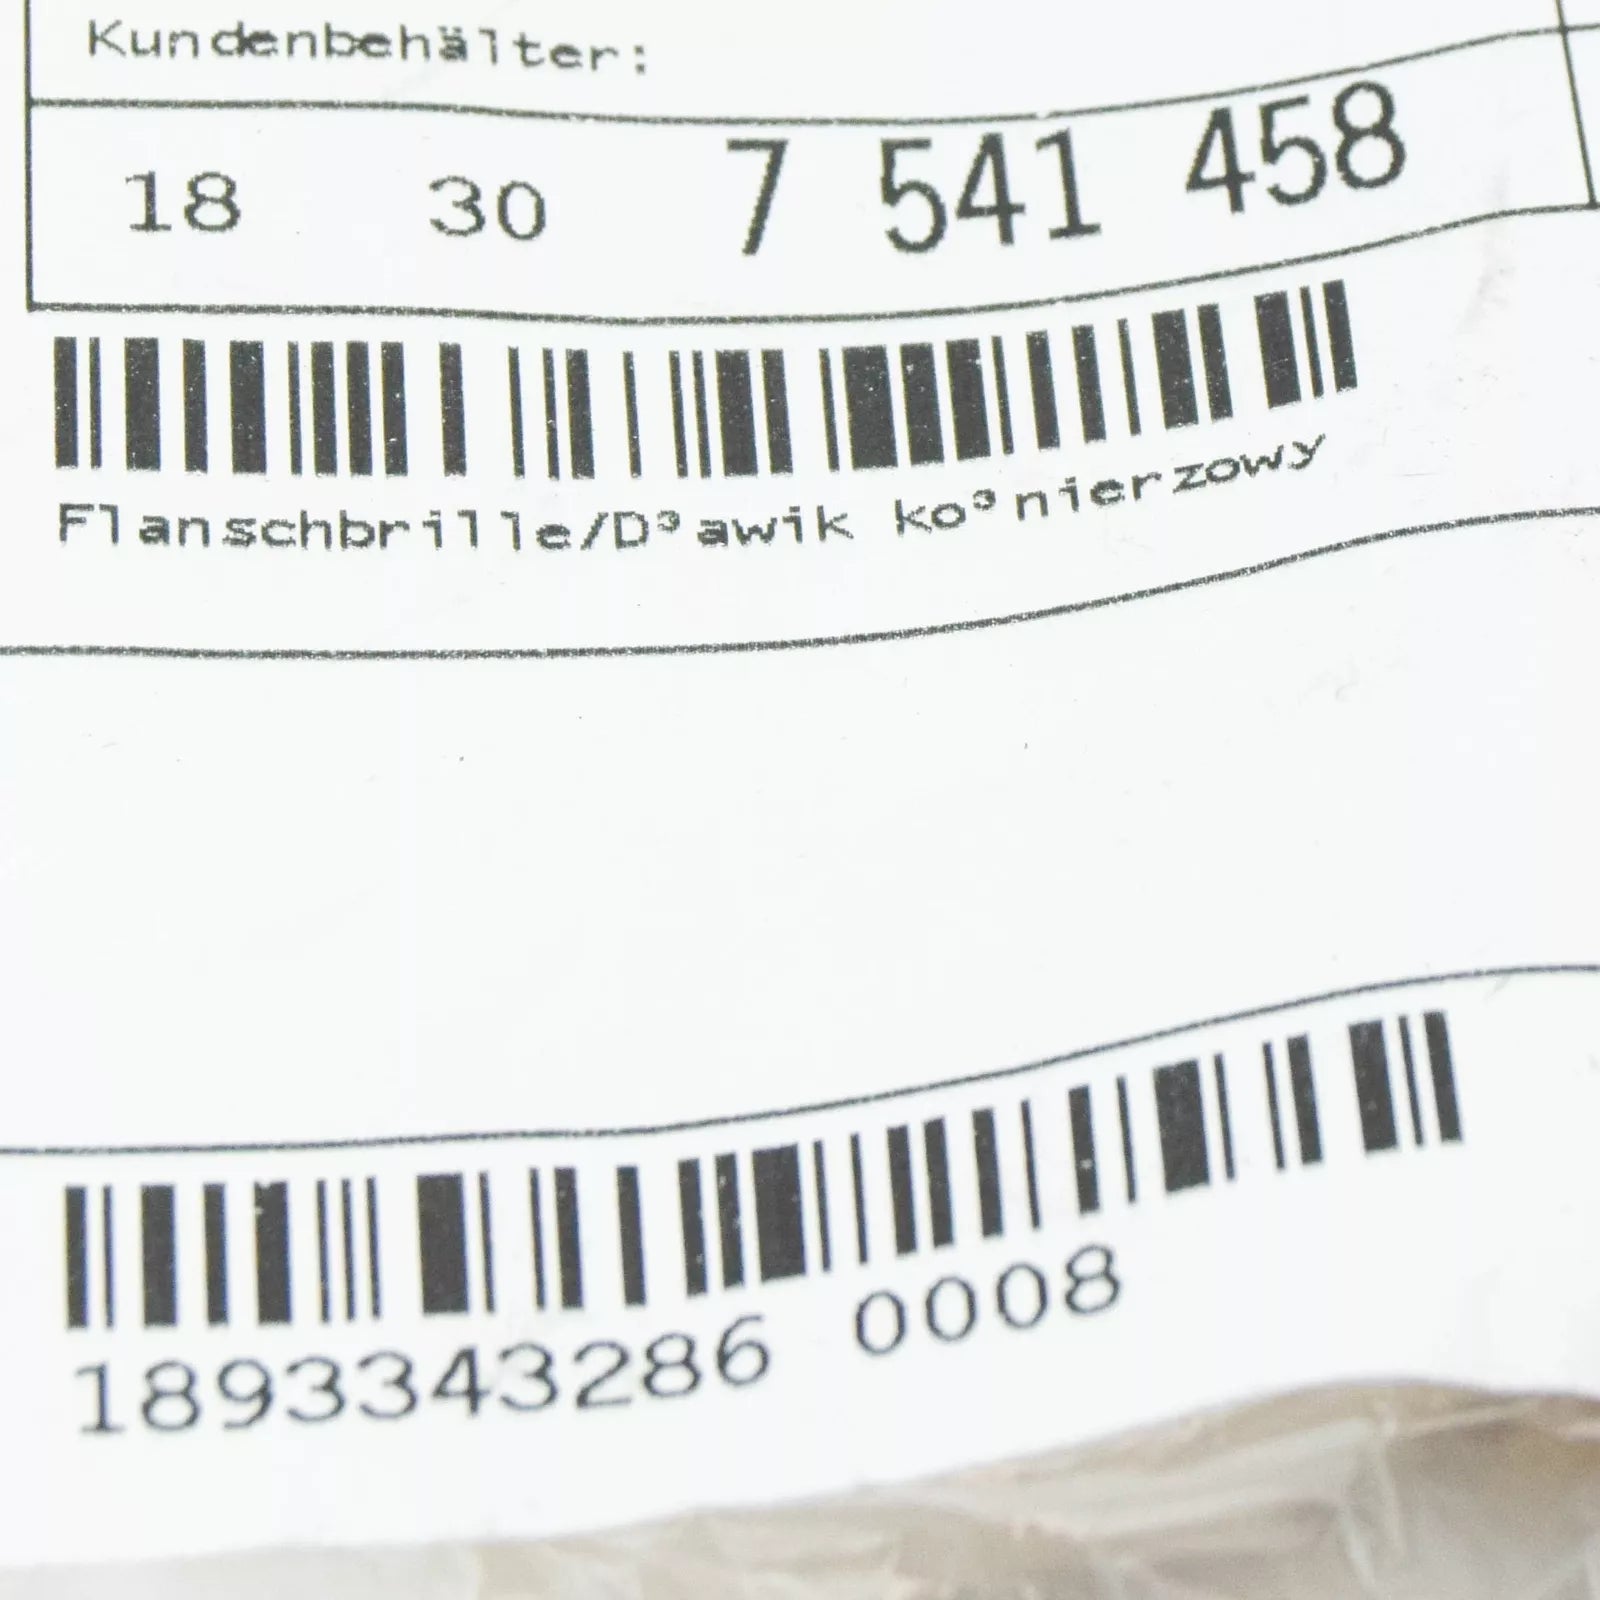 Kundenbehälter:
18 30 7 541 458
Flanschbrille/D³awik ko³nierzowy
1893343286 0008